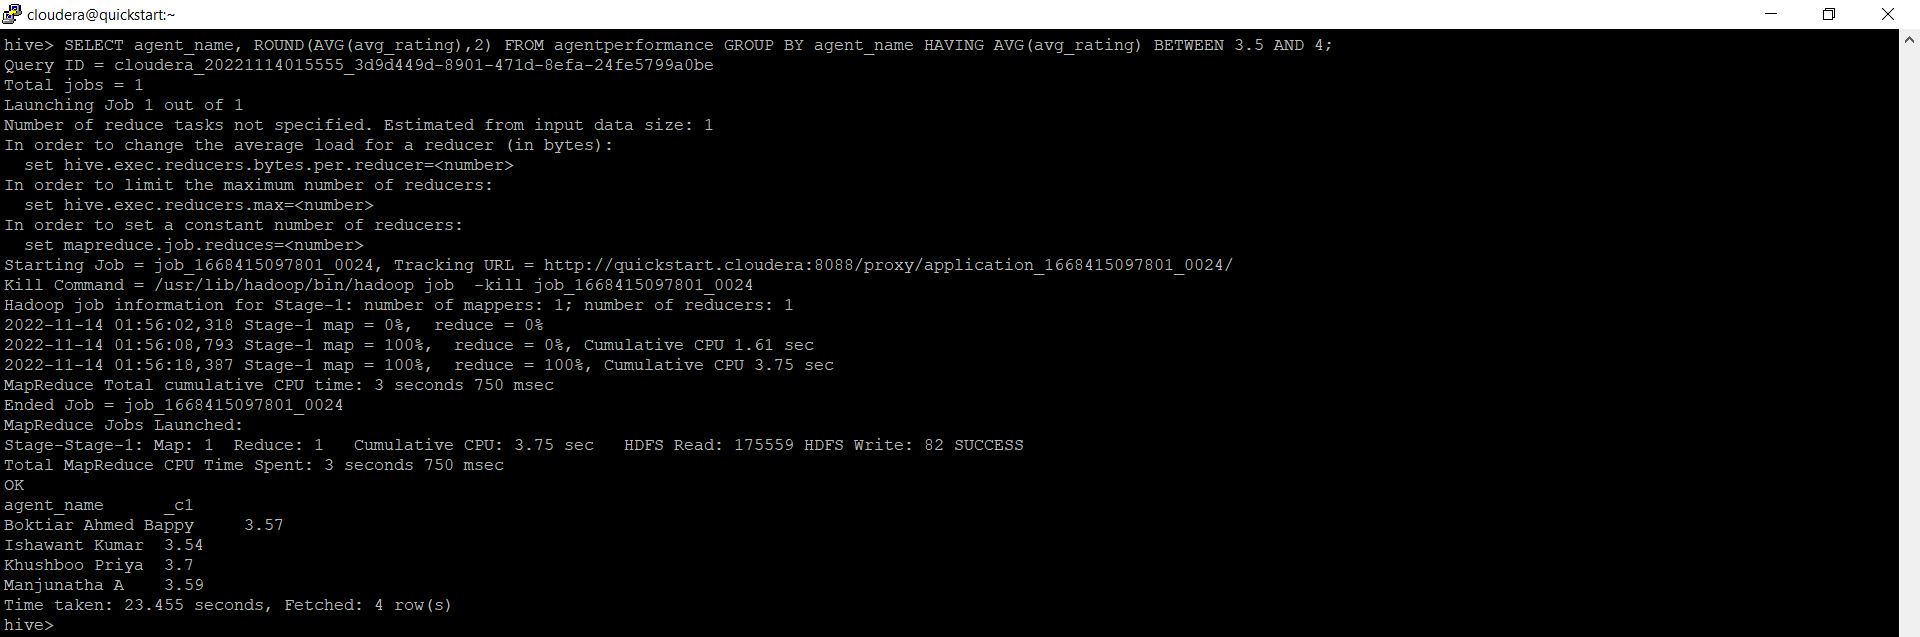 cloudera@quickstart:~
hive> SELECT agent_name, ROUND(AVG(avg_rating),2) FROM agentperformance GROUP BY agent_name HAVING AVG(avg_rating) BETWEEN 3.5 AND 4;
Query ID = cloudera_20221114015555_3d9d449d-8901-471d-8efa-24fe5799a0be
Total jobs = 1
Launching Job 1 out of 1
Number of reduce tasks not specified. Estimated from input data size: 1
In order to change the average load for a reducer (in bytes):
  set hive.exec.reducers.bytes.per.reducer=<number>
In order to limit the maximum number of reducers:
  set hive.exec.reducers.max=<number>
In order to set a constant number of reducers:
  set mapreduce.job.reduces=<number>
Starting Job = job_1668415097801_0024, Tracking URL = http://quickstart.cloudera:8088/proxy/application_1668415097801_0024/
Kill Command = /usr/lib/hadoop/bin/hadoop job  -kill job_1668415097801_0024
Hadoop job information for Stage-1: number of mappers: 1; number of reducers: 1
2022-11-14 01:56:02,318 Stage-1 map = 0%,  reduce = 0%
2022-11-14 01:56:08,793 Stage-1 map = 100%,  reduce = 0%, Cumulative CPU 1.61 sec
2022-11-14 01:56:18,387 Stage-1 map = 100%,  reduce = 100%, Cumulative CPU 3.75 sec
MapReduce Total cumulative CPU time: 3 seconds 750 msec
Ended Job = job_1668415097801_0024
MapReduce Jobs Launched:
Stage-Stage-1: Map: 1  Reduce: 1   Cumulative CPU: 3.75 sec   HDFS Read: 175559 HDFS Write: 82 SUCCESS
Total MapReduce CPU Time Spent: 3 seconds 750 msec
OK
agent_name      _c1
Boktiar Ahmed Bappy     3.57
Ishawant Kumar  3.54
Khushboo Priya  3.7
Manjunatha A    3.59
Time taken: 23.455 seconds, Fetched: 4 row(s)
hive>